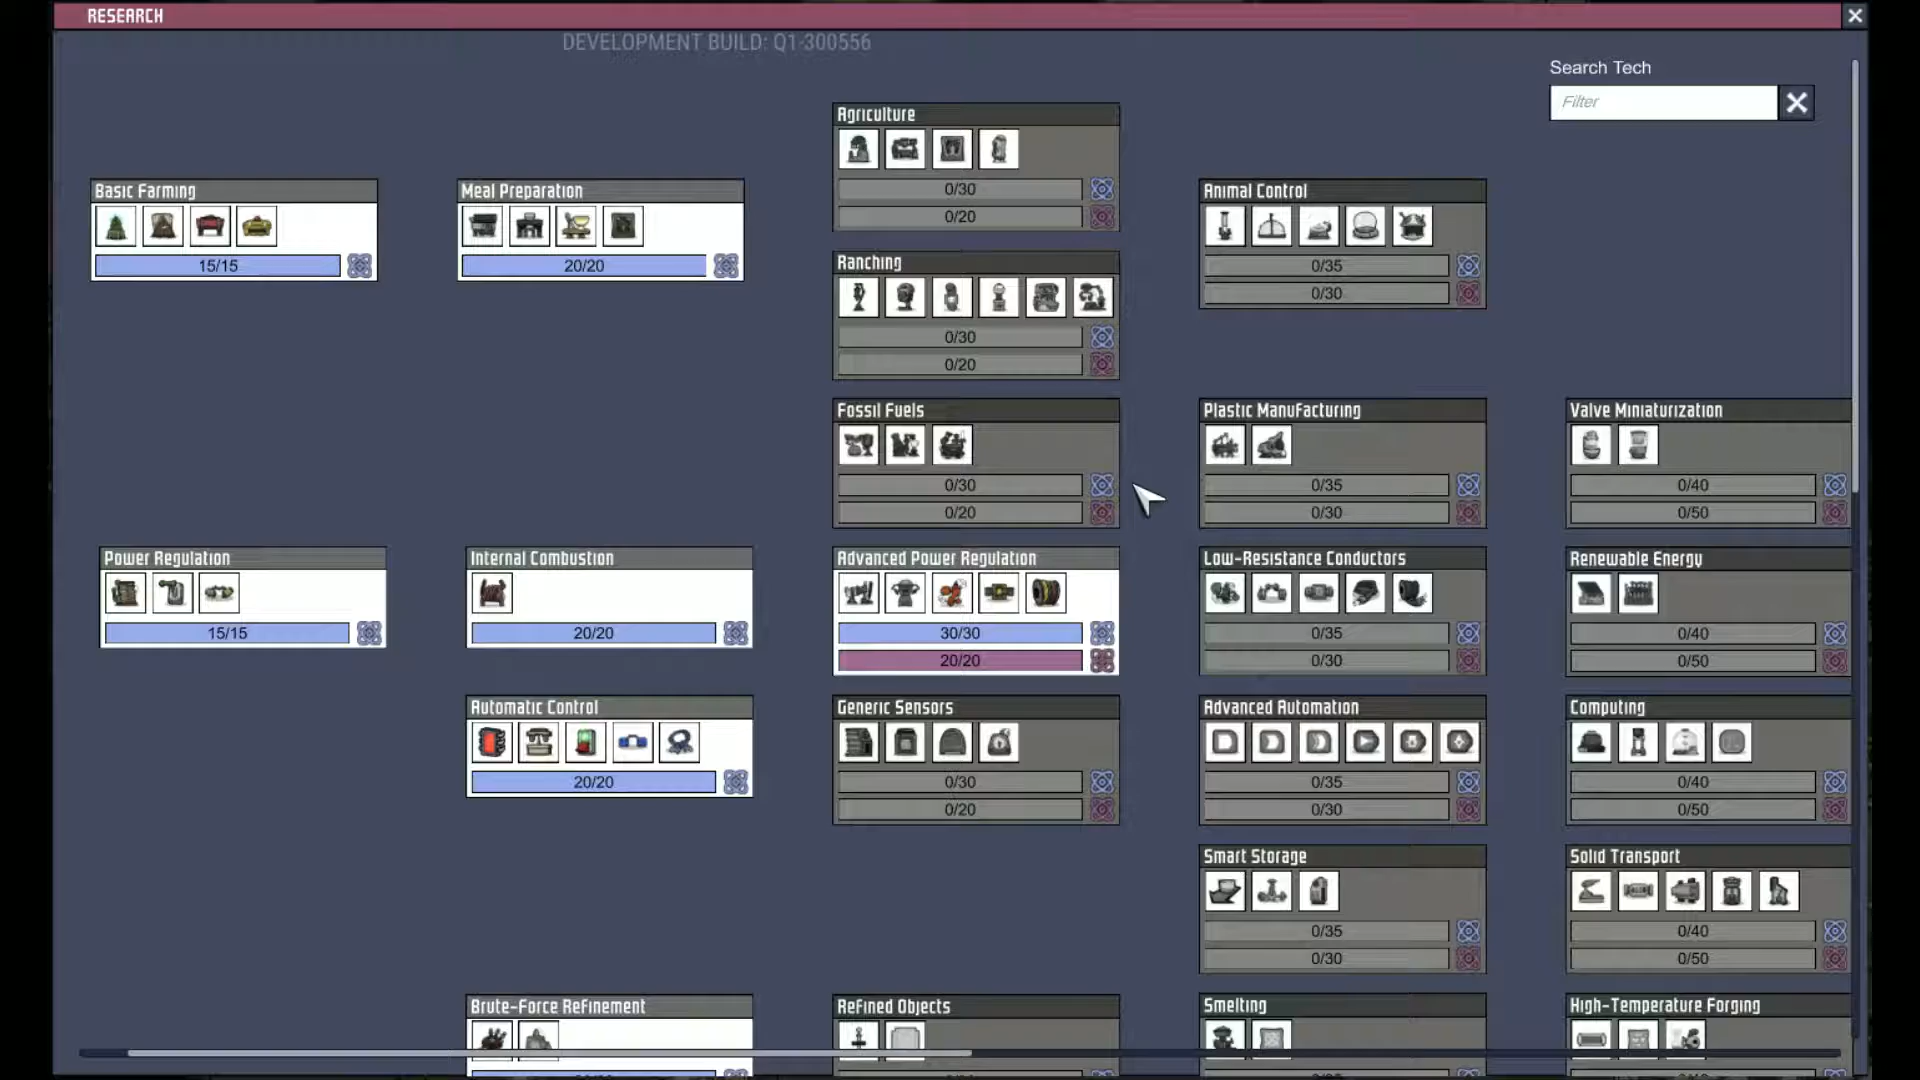 RESEARCH
DEVELOPMENT BUILD: Q1-300556
Search Tech
Filter
Agriculture
0/30
0/20
Basic Farming
15/15
Meal Preparation
20/20
Animal Control
0/35
0/30
Ranching
0/30
0/20
Fossil Fuels
0/30
0/20
Plastic Manufacturing
0/35
0/30
Valve Miniaturization
0/40
0/50
Power Regulation
15/15
Internal Combustion
20/20
Advanced Power Regulation
30/30
20/20
Low-Resistance Conductors
0/35
0/30
Renewable Energy
0/40
0/50
Automatic Control
20/20
Generic Sensors
0/30
0/20
Advanced Automation
0/35
0/30
Computing
0/40
0/50
Smart Storage
0/35
0/30
Solid Transport
0/40
0/50
Brute-Force Refinement
Refined Objects
Smelting
High-Temperature Forging